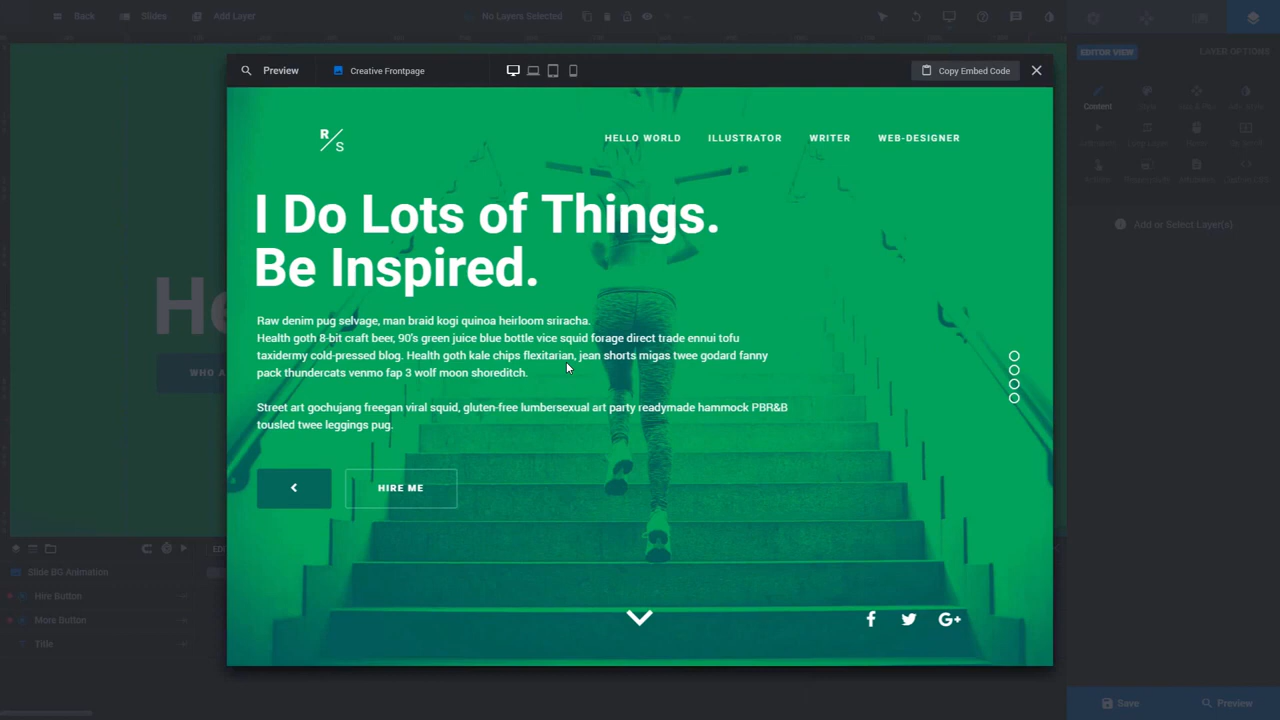 Back
Slides
Add Layer
No Layers Selected
EDITOR VIEW
LAYER OPTIONS
Preview
Creative Frontpage
Copy Embed Code
Content
R
S
HELLO WORLD
ILLUSTRATOR
WRITER
WEB-DESIGNER
I Do Lots of Things.
Be Inspired.
Raw denim pug selvage, man braid kogi quinoa heirloom sriracha.
Health goth 8-bit craft beer, 90's green juice blue bottle vice squid forage direct trade ennui tofu
taxidermy cold-pressed blog. Health goth kale chips flexitarian, jean shorts migas twee godard fanny
pack thundercats venmo fap 3 wolf moon shoreditch.
Street art gochujang freegan viral squid, gluten-free lumbersexual art party readymade hammock PBR&B
tousled twee leggings pug.
HIRE ME
Add or Select Layer(s)
He
WHO A
EDI
Slide BG Animation
Hire Button
More Button
Title
G+
Save
Preview